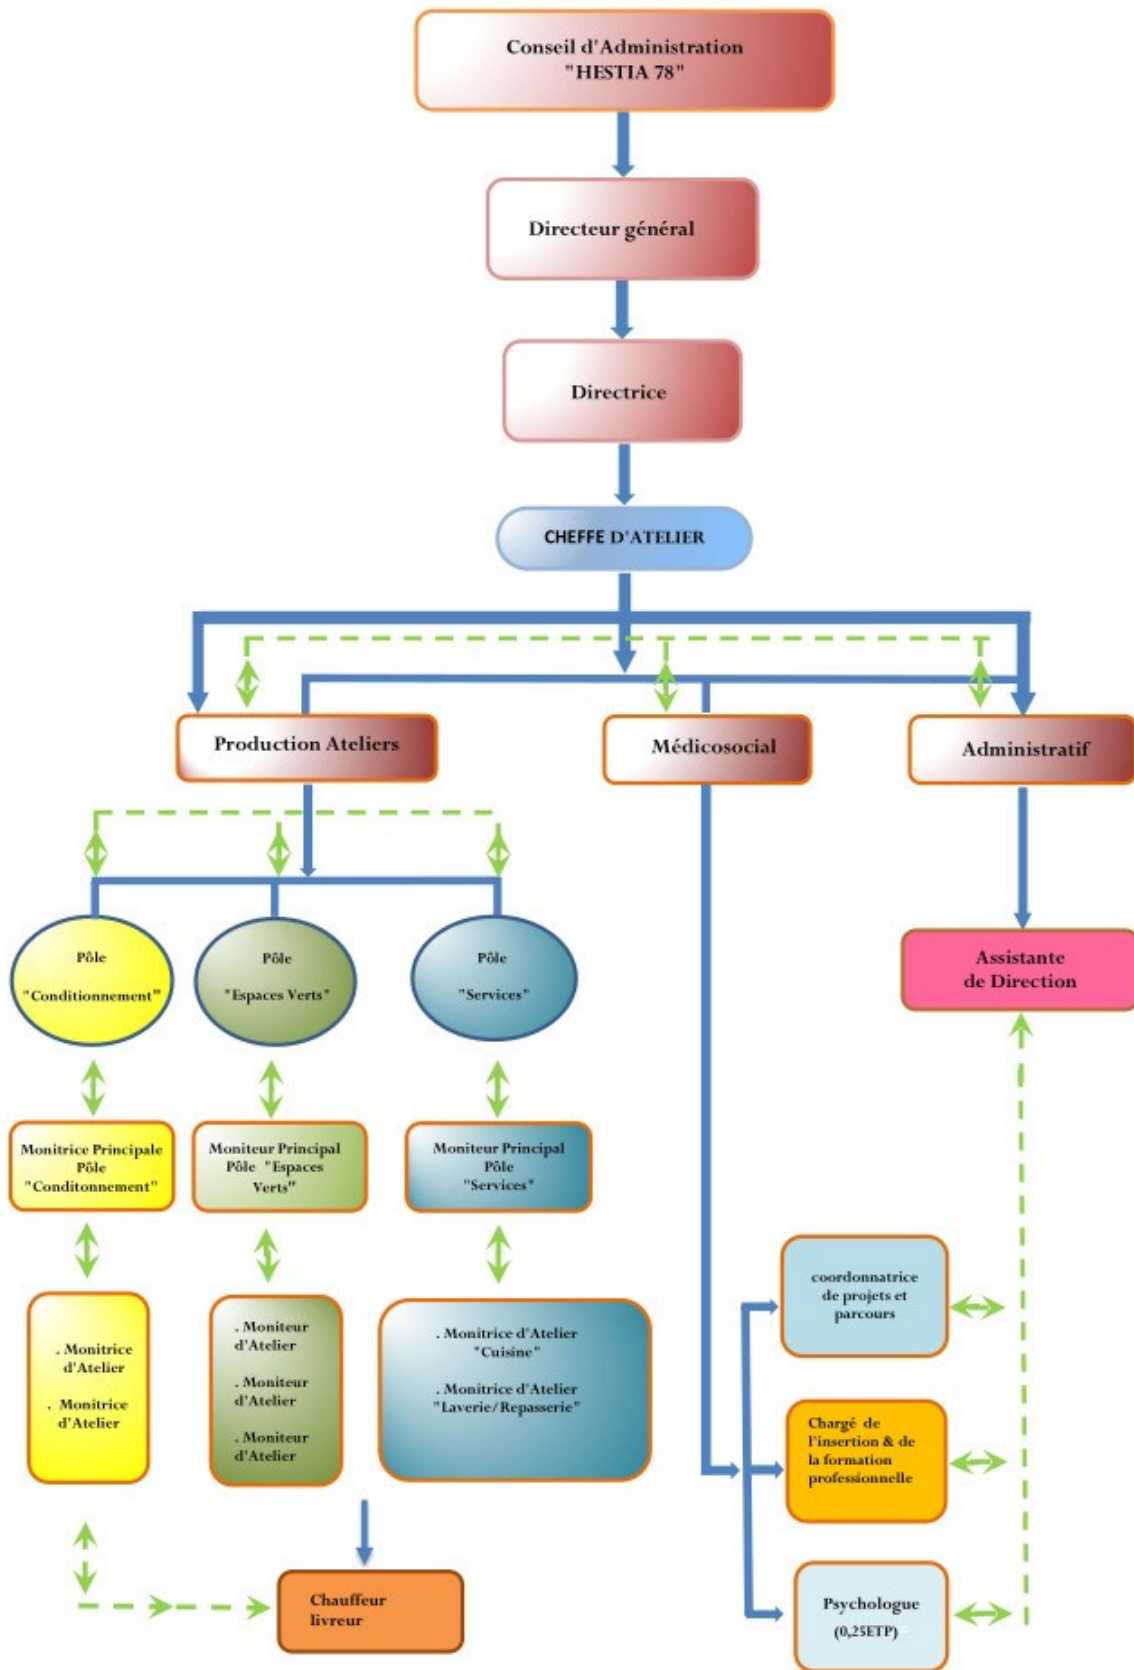 Conseil d'Administration
"HESTIA 78"
Directeur général
Directrice
CHEFFE D'ATELIER
Production Ateliers
Médicosocial
Administratif
Pôle
"Conditionnement"
Pôle
"Espaces Verts"
Pôle
"Services"
Assistante
de Direction
Monitrice Principale
Pôle
"Conditonnement"
Moniteur Principal
Pôle "Espaces
Verts"
Moniteur Principal
Pôle
"Services"
. Monitrice
d'Atelier
. Monitrice
d'Atelier
. Moniteur
d'Atelier
. Moniteur
d'Atelier
. Moniteur
d'Atelier
. Monitrice d'Atelier
"Cuisine"
. Monitrice d'Atelier
"Laverie/Repasserie"
coordonnatrice
de projets et
parcours
Chargé de
l'insertion & de
la formation
professionnelle
Chauffeur
livreur
Psychologue
(0,25ETP)